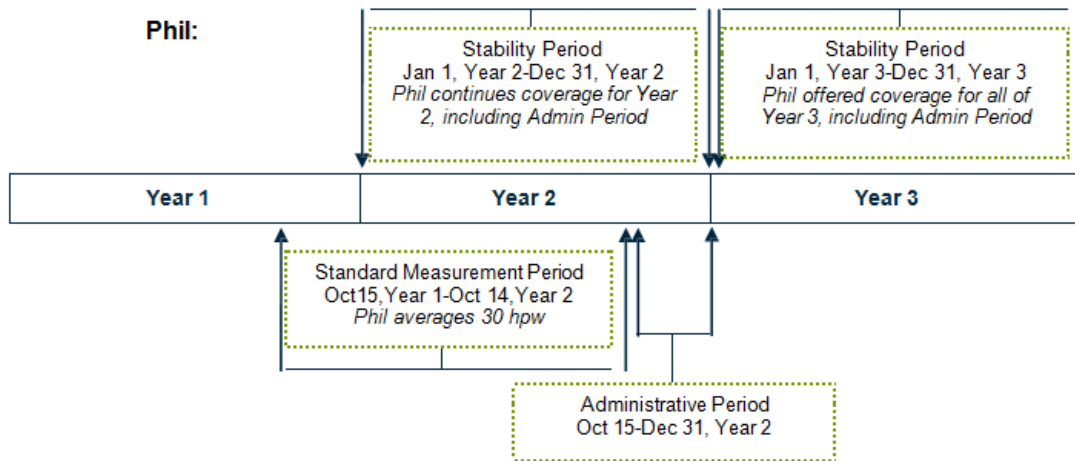 Phil:
Stability Period
Jan 1, Year 2-Dec 31, Year 2
Phil continues coverage for Year
2, including Admin Period
Stability Period
Jan 1, Year 3-Dec 31, Year 3
Phil offered coverage for all of
Year 3, including Admin Period
Year 1
Year 2
Year 3
Standard Measurement Period
Oct15,Year 1-Oct 14,Year 2
Phil averages 30 hpw
Administrative Period
Oct 15-Dec 31, Year 2